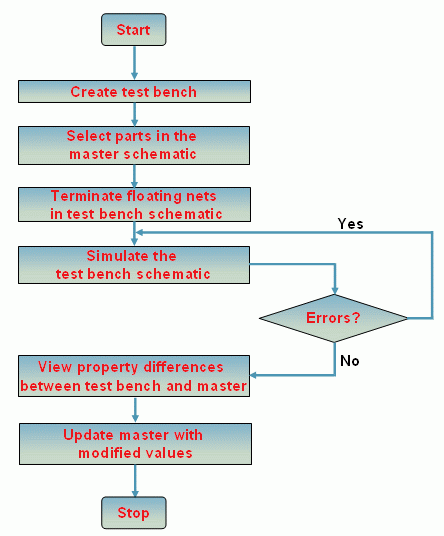 Start
Create test bench
Select parts in the
master schematic
Terminate floating nets
in test bench schematic
Yes
Simulate the
test bench schematic
Errors?
No
View property differences
between test bench and master
Update master with
modified values
Stop